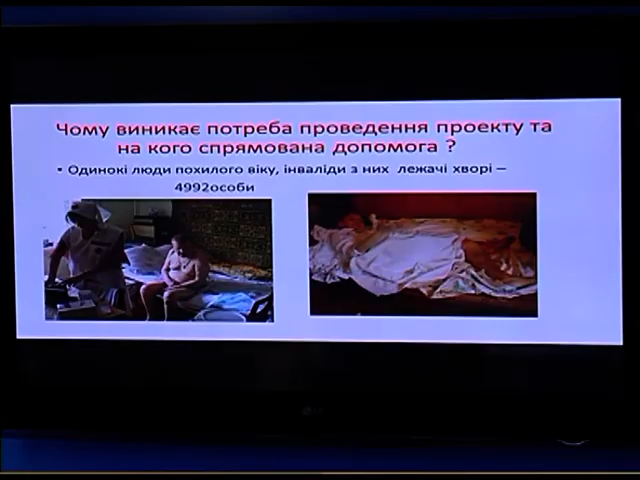 Чому виникає потреба проведення проекту та
на кого спрямована допомога ?
• Одинокі люди похилого віку, інваліди з них лежачі хворі –
4992особи
LG